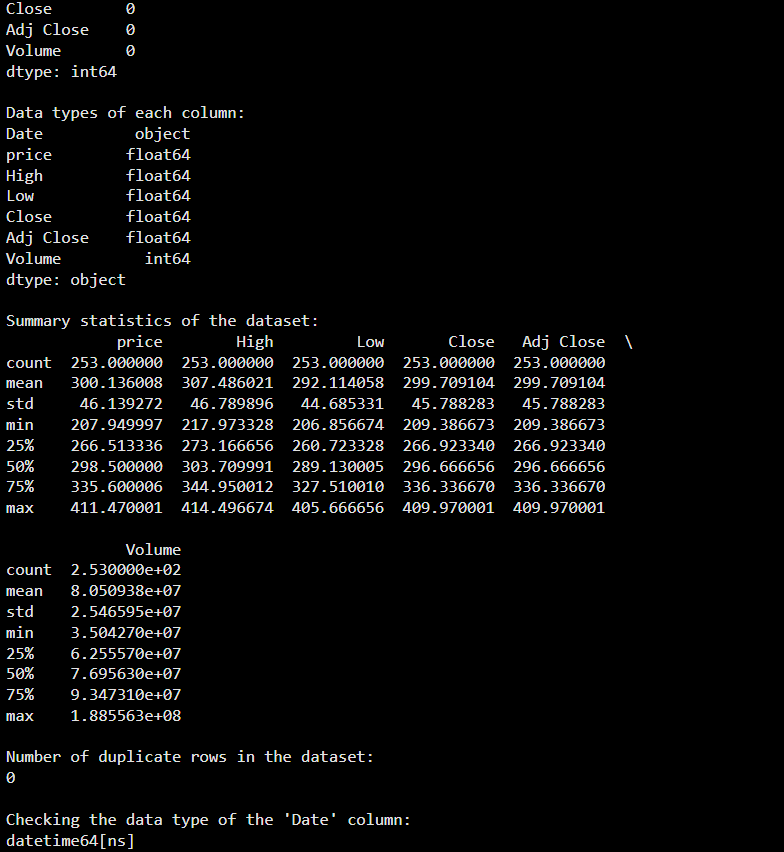 Close        0
Adj Close    0
Volume       0
dtype: int64
Data types of each column:
Date          object
price        float64
High         float64
Low          float64
Close        float64
Adj Close    float64
Volume         int64
dtype: object
Summary statistics of the dataset:
            price        High         Low       Close   Adj Close  \
count  253.000000  253.000000  253.000000  253.000000  253.000000
mean   300.136008  307.486021  292.114058  299.709104  299.709104
std     46.139272   46.789896   44.685331   45.788283   45.788283
min    207.949997  217.973328  206.856674  209.386673  209.386673
25%    266.513336  273.166656  260.723328  266.923340  266.923340
50%    298.500000  303.709991  289.130005  296.666656  296.666656
75%    335.600006  344.950012  327.510010  336.336670  336.336670
max    411.470001  414.496674  405.666656  409.970001  409.970001
             Volume
count  2.530000e+02
mean   8.050938e+07
std    2.546595e+07
min    3.504270e+07
25%    6.255570e+07
50%    7.695630e+07
75%    9.347310e+07
max    1.885563e+08
Number of duplicate rows in the dataset:
0
Checking the data type of the 'Date' column:
datetime64[ns]